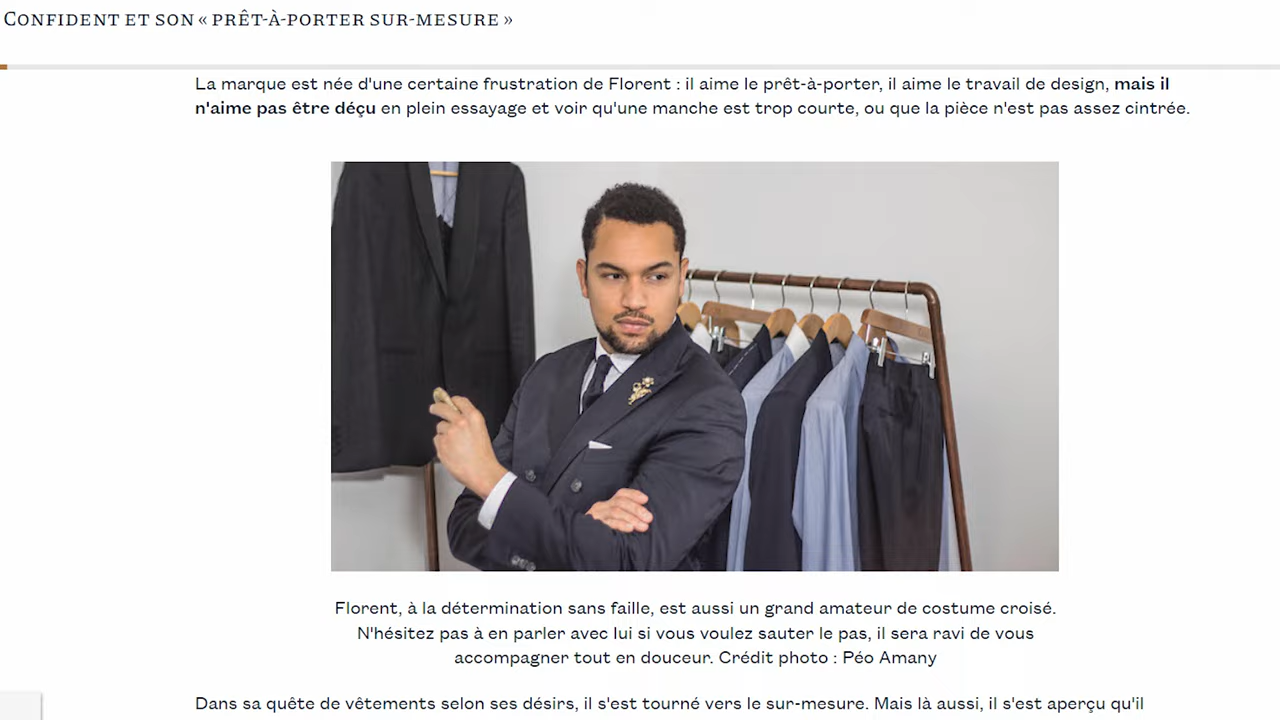 CONFIDENT ET SON « PRÊT-À-PORTER SUR-MESURE »
La marque est née d'une certaine frustration de Florent : il aime le prêt-à-porter, il aime le travail de design, mais il
n'aime pas être déçu en plein essayage et voir qu'une manche est trop courte, ou que la pièce n'est pas assez cintrée.
Florent, à la détermination sans faille, est aussi un grand amateur de costume croisé.
N'hésitez pas à en parler avec lui si vous voulez sauter le pas, il sera ravi de vous
accompagner tout en douceur. Crédit photo : Péo Amany
Dans sa quête de vêtements selon ses désirs, il s'est tourné vers le sur-mesure. Mais là aussi, il s'est aperçu qu'il